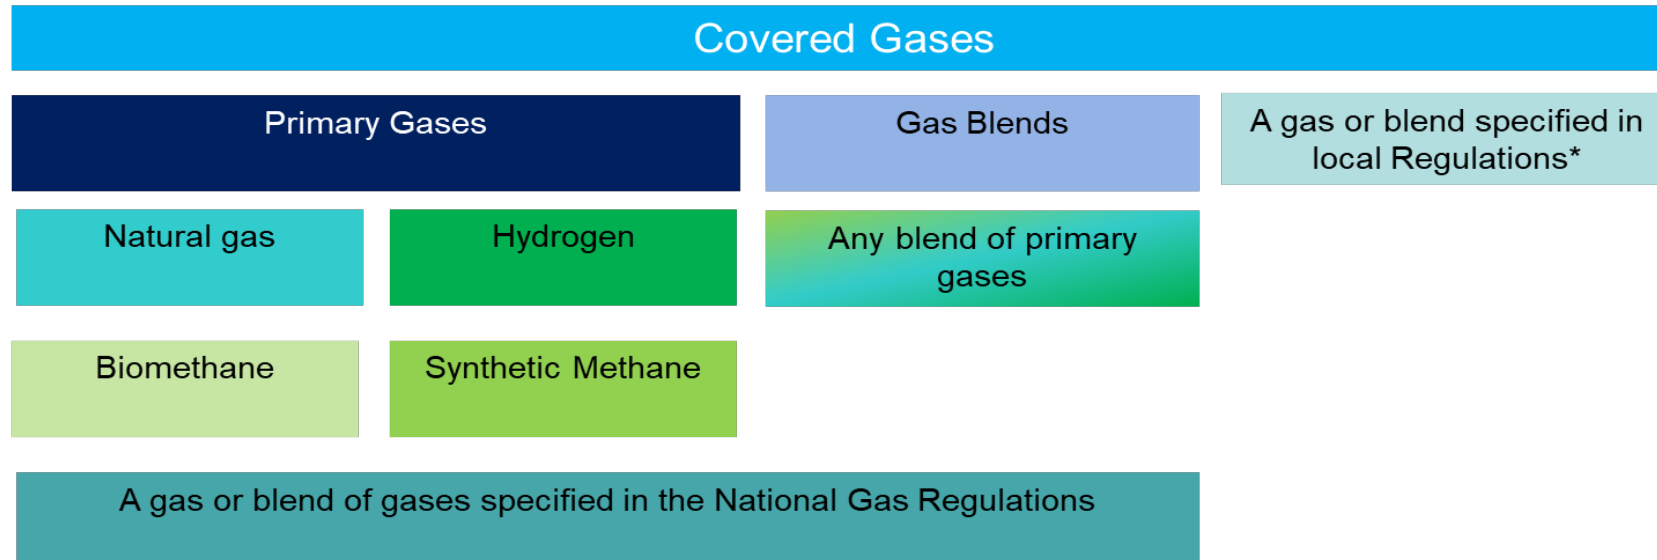 Covered Gases
Primary Gases
Gas Blends
A gas or blend specified in
local Regulations*
Natural gas
Hydrogen
Any blend of primary
gases
Biomethane
Synthetic Methane
A gas or blend of gases specified in the National Gas Regulations